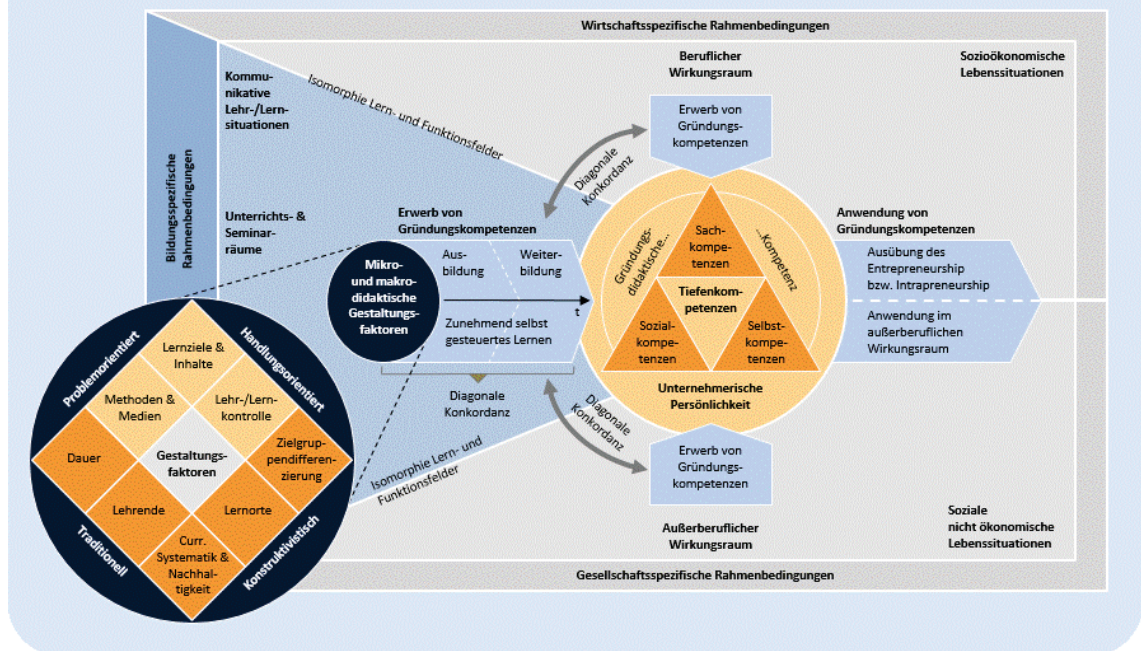 Wirtschaftsspezifische Rahmenbedingungen
Beruflicher
Wirkungsraum
Sozioökonomische
Lebenssituationen
Kommu-
nikative
Lehr-/Lern-
situationen
Isomorphie Lern- und Funktionsfelder
Erwerb von
Gründungs-
kompetenzen
Diagonale
Konkordanz
Bildungsspezifische
Rahmenbedingungen
Unterrichts- &
Seminar-
räume
Erwerb von
Gründungskompetenzen
Aus-
bildung
Weiter-
bildung
t
Zunehmend selbst
gesteuertes Lernen
Mikro-
und makro-
didaktische
Gestaltungs-
faktoren
Diagonale
Konkordanz
Gründungs-
didaktische...
...Kompetenz
Sach-
kompe-
tenzen
Tiefenkom-
petenzen
Sozial-
kompe-
tenzen
Selbst-
kompe-
tenzen
Unternehmerische
Persönlichkeit
Anwendung von
Gründungskompetenzen
Ausübung des
Entrepreneurship
bzw. Intrapreneurship
Anwendung im
außerberuflichen
Wirkungsraum
Problemorientiert
Handlungsorientiert
Lernziele &
Inhalte
Methoden &
Medien
Lehr-/Lern-
kontrolle
Dauer
Gestaltungs-
faktoren
Zielgrup-
pendifferen-
zierung
Lehrende
Lernorte
Curr.
Systematik &
Nachhal-
tigkeit
Traditionell
Konstruktivistisch
Isomorphie Lern- und
Funktionsfelder
Diagonale
Konkordanz
Erwerb von
Gründungs-
kompetenzen
Außerberuflicher
Wirkungsraum
Soziale
nicht ökonomische
Lebenssituationen
Gesellschaftsspezifische Rahmenbedingungen